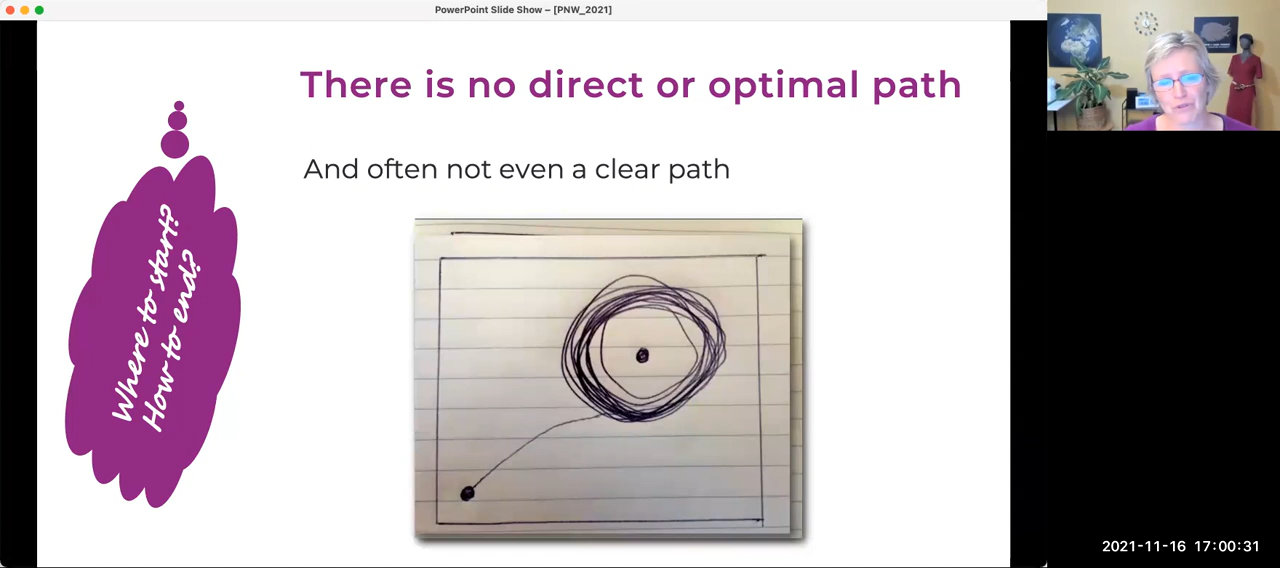 PowerPoint Slide Show – [PNW_2021]
There is no direct or optimal path
And often not even a clear path
Where to start?
How to end?
2021-11-16 17:00:31